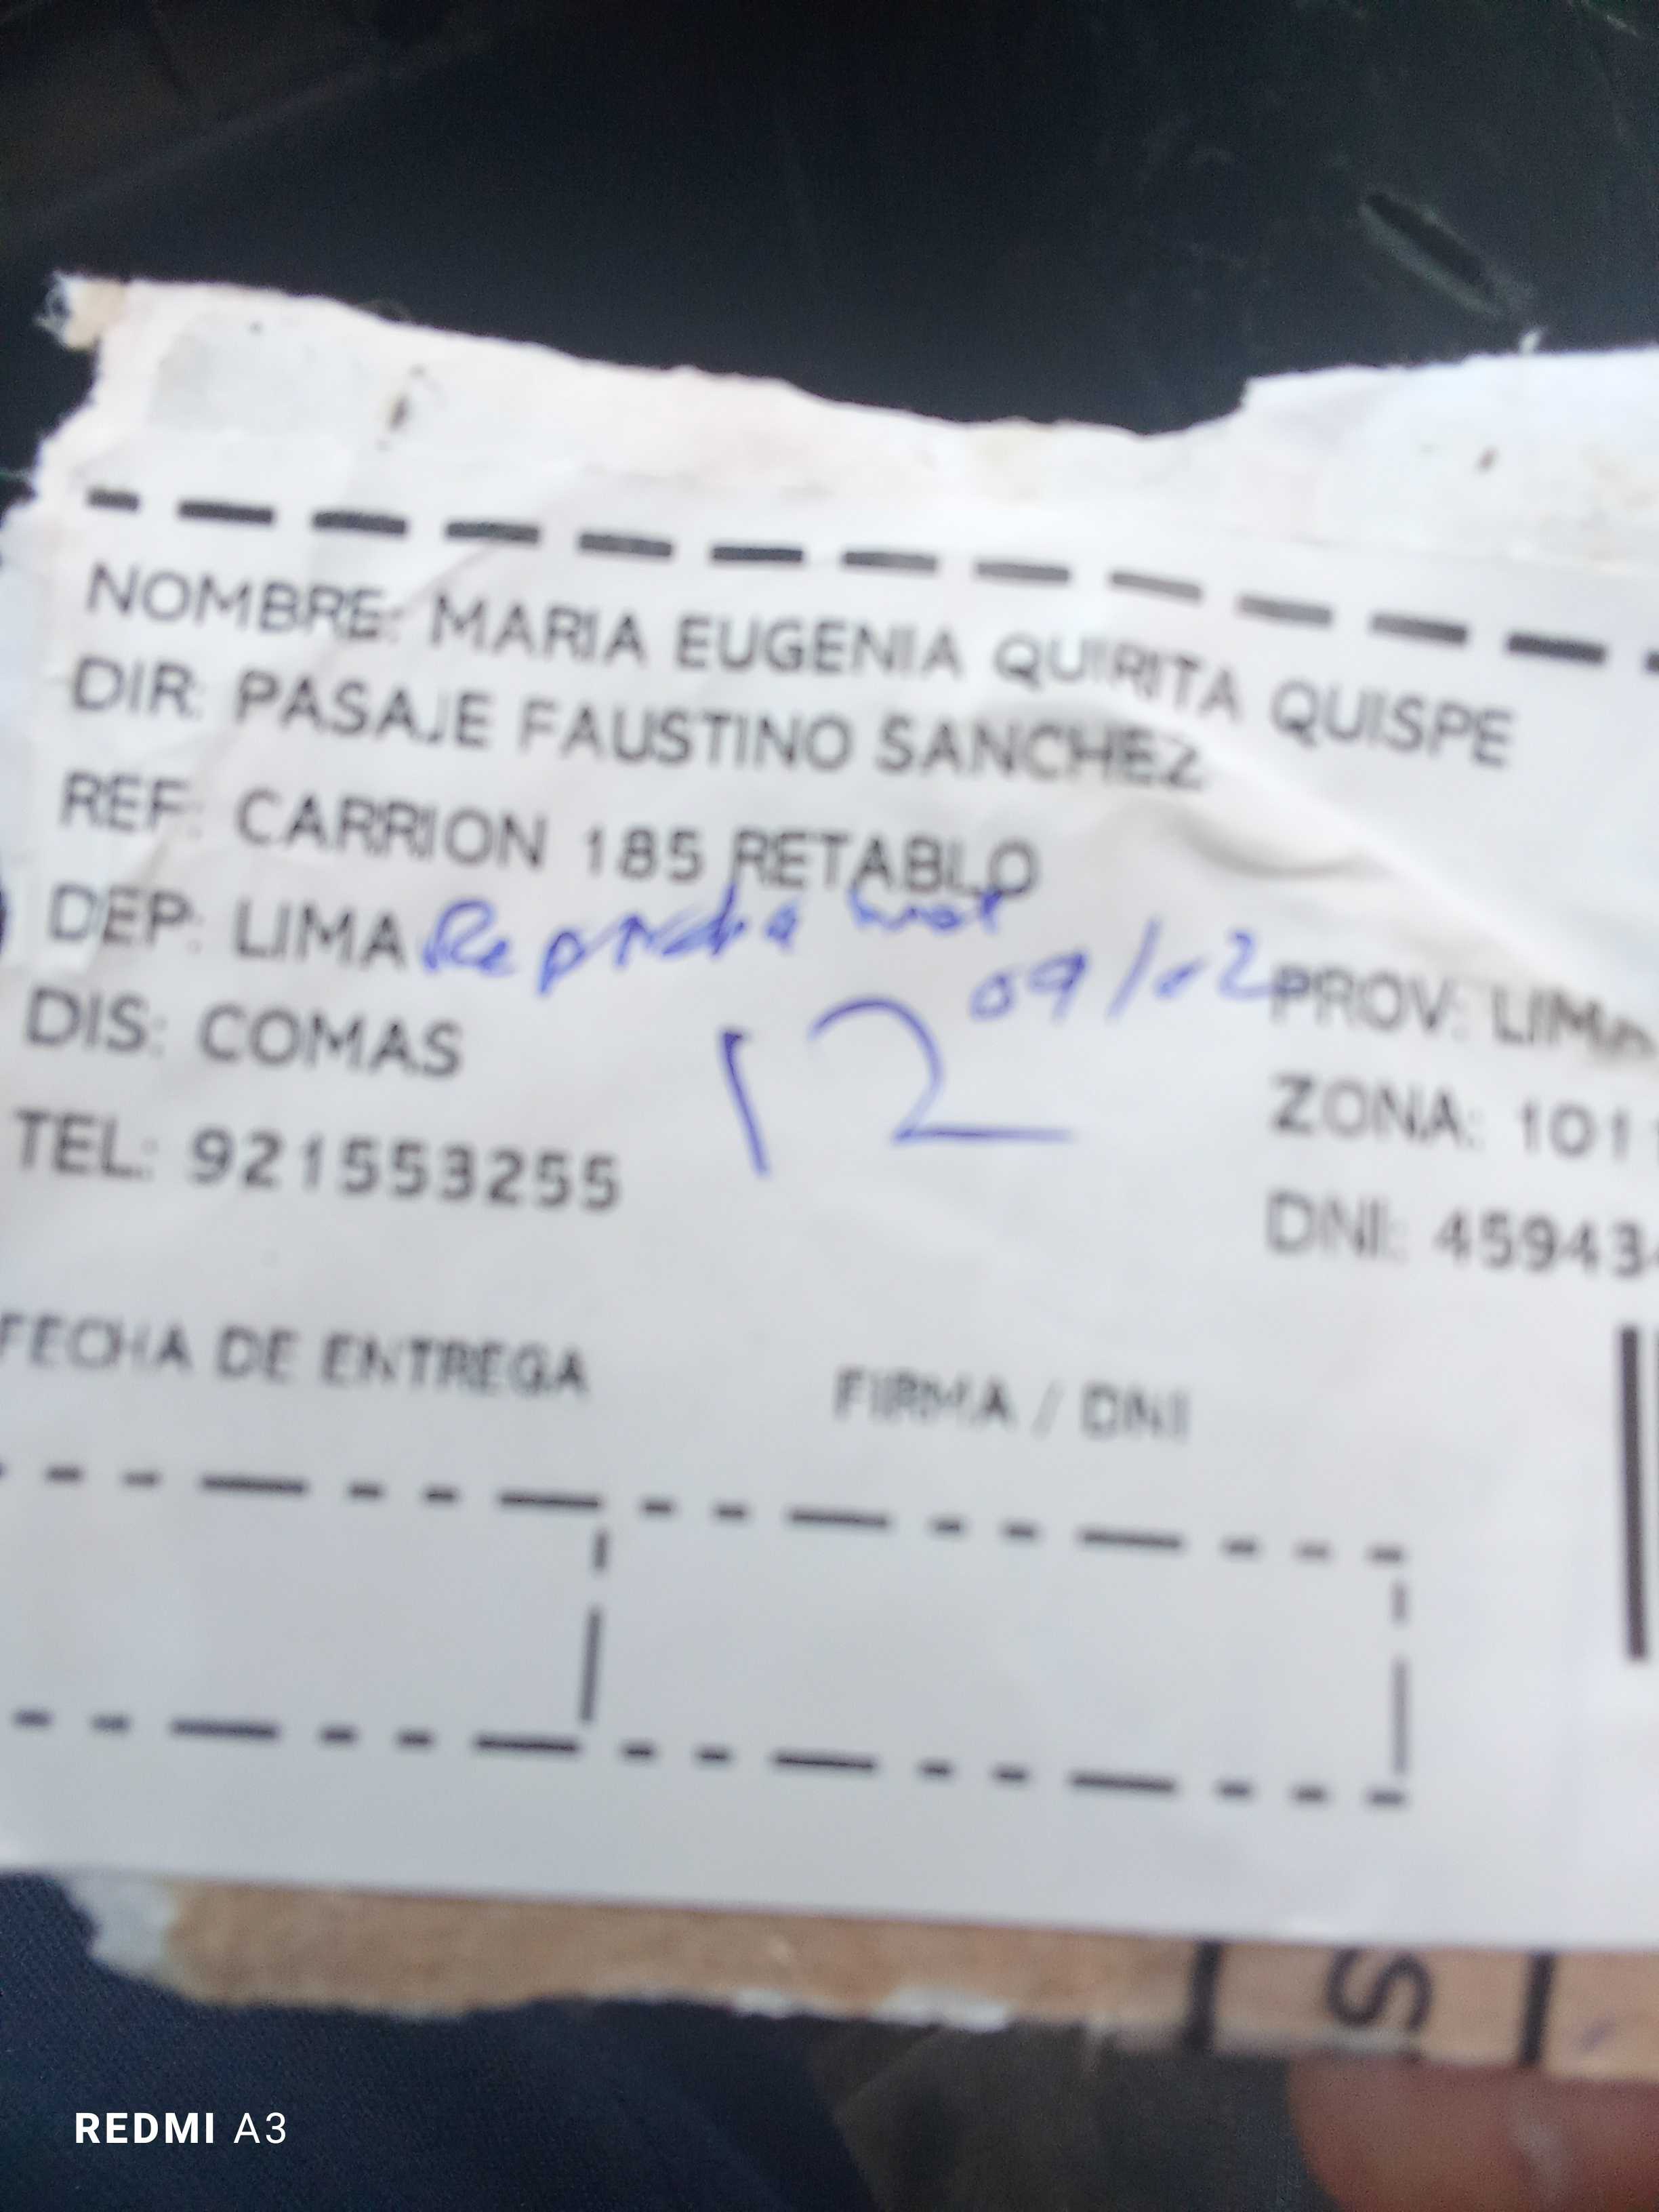 NOMBRE: MARIA EUGENIA QUIRITA QUISPE
DIR: PASAJE FAUSTINO SANCHEZ
REF: CARRION 185 RETABLO
DEP: LIMA
09/02
PROV: LIMA
DIS: COMAS
12
ZONA: 101
TEL: 921553255
DNI: 45943
FECHA DE ENTREGA
FIRMA / DNI
S
REDMI A3